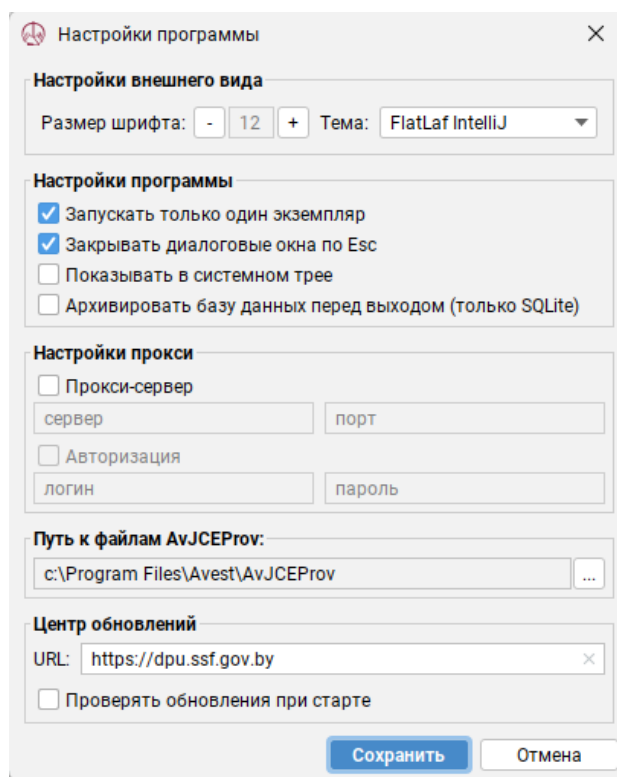 Настройки программы
Настройки внешнего вида
Размер шрифта: - 12 + Тема: FlatLaf IntelliJ
Настройки программы
Запускать только один экземпляр
Закрывать диалоговые окна по Esc
Показывать в системном трее
Архивировать базу данных перед выходом (только SQLite)
Настройки прокси
Прокси-сервер
сервер порт
Авторизация
логин пароль
Путь к файлам AvJCEProv:
c:\Program Files\Avest\AvJCEProv ...
Центр обновлений
URL: https://dpu.ssf.gov.by
Проверять обновления при старте
Сохранить Отмена